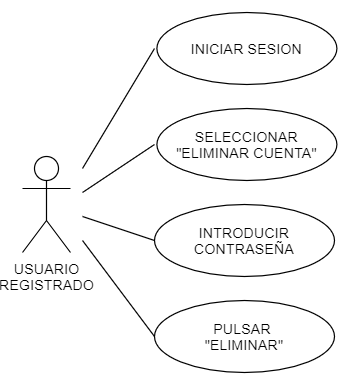 INICIAR SESION
SELECCIONAR
"ELIMINAR CUENTA"
INTRODUCIR
CONTRASEÑA
USUARIO
REGISTRADO
PULSAR
"ELIMINAR"